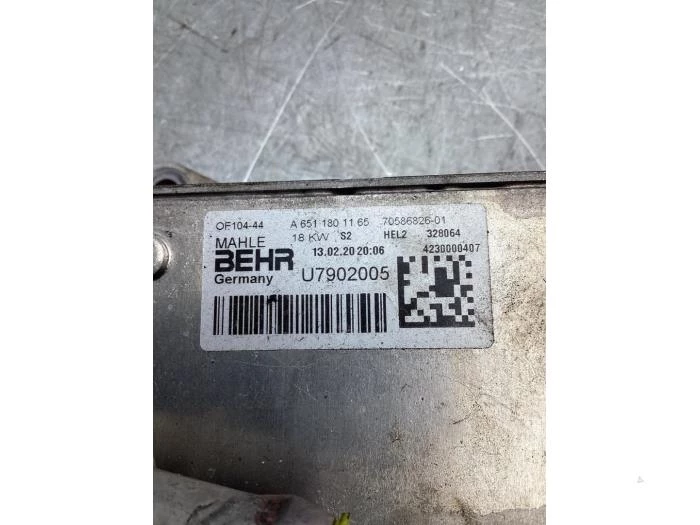 OF104-44 A 651 180 11 65 70586826-01
MAHLE 18 KW S2 HEL2 328064
BEHR 13.02.20 20:06 4230000407
Germany U7902005